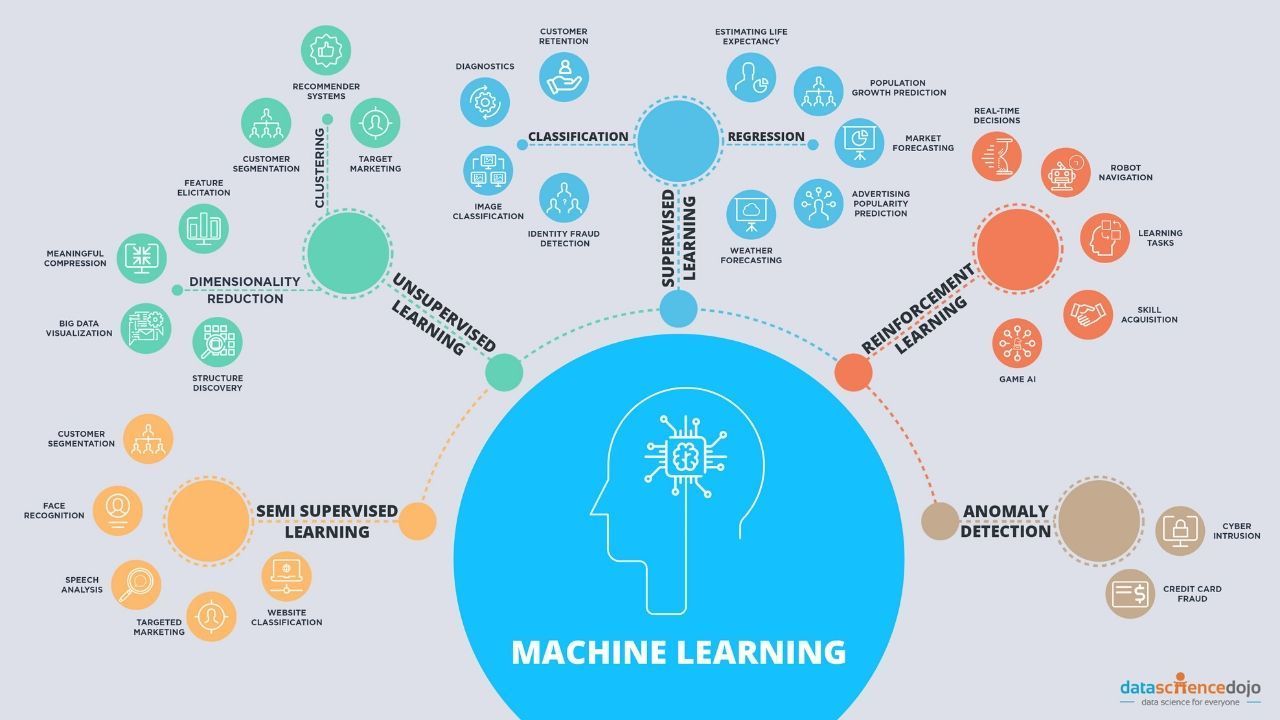 RECOMMENDER
SYSTEMS
CUSTOMER
SEGMENTATION
TARGET
MARKETING
CLUSTERING
FEATURE
ELICITATION
MEANINGFUL
COMPRESSION
DIMENSIONALITY
REDUCTION
BIG DATA
VISUALIZATION
STRUCTURE
DISCOVERY
UNSUPERVISED
LEARNING
CUSTOMER
RETENTION
DIAGNOSTICS
CLASSIFICATION
IMAGE
CLASSIFICATION
IDENTITY FRAUD
DETECTION
ESTIMATING LIFE
EXPECTANCY
POPULATION
GROWTH PREDICTION
REGRESSION
MARKET
FORECASTING
ADVERTISING
POPULARITY
PREDICTION
WEATHER
FORECASTING
SUPERVISED
LEARNING
REAL-TIME
DECISIONS
ROBOT
NAVIGATION
LEARNING
TASKS
SKILL
ACQUISITION
GAME AI
REINFORCEMENT
LEARNING
CUSTOMER
SEGMENTATION
FACE
RECOGNITION
SEMI SUPERVISED
LEARNING
SPEECH
ANALYSIS
TARGETED
MARKETING
WEBSITE
CLASSIFICATION
ANOMALY
DETECTION
CYBER
INTRUSION
CREDIT CARD
FRAUD
MACHINE LEARNING
datasciencedojo
data science for everyone